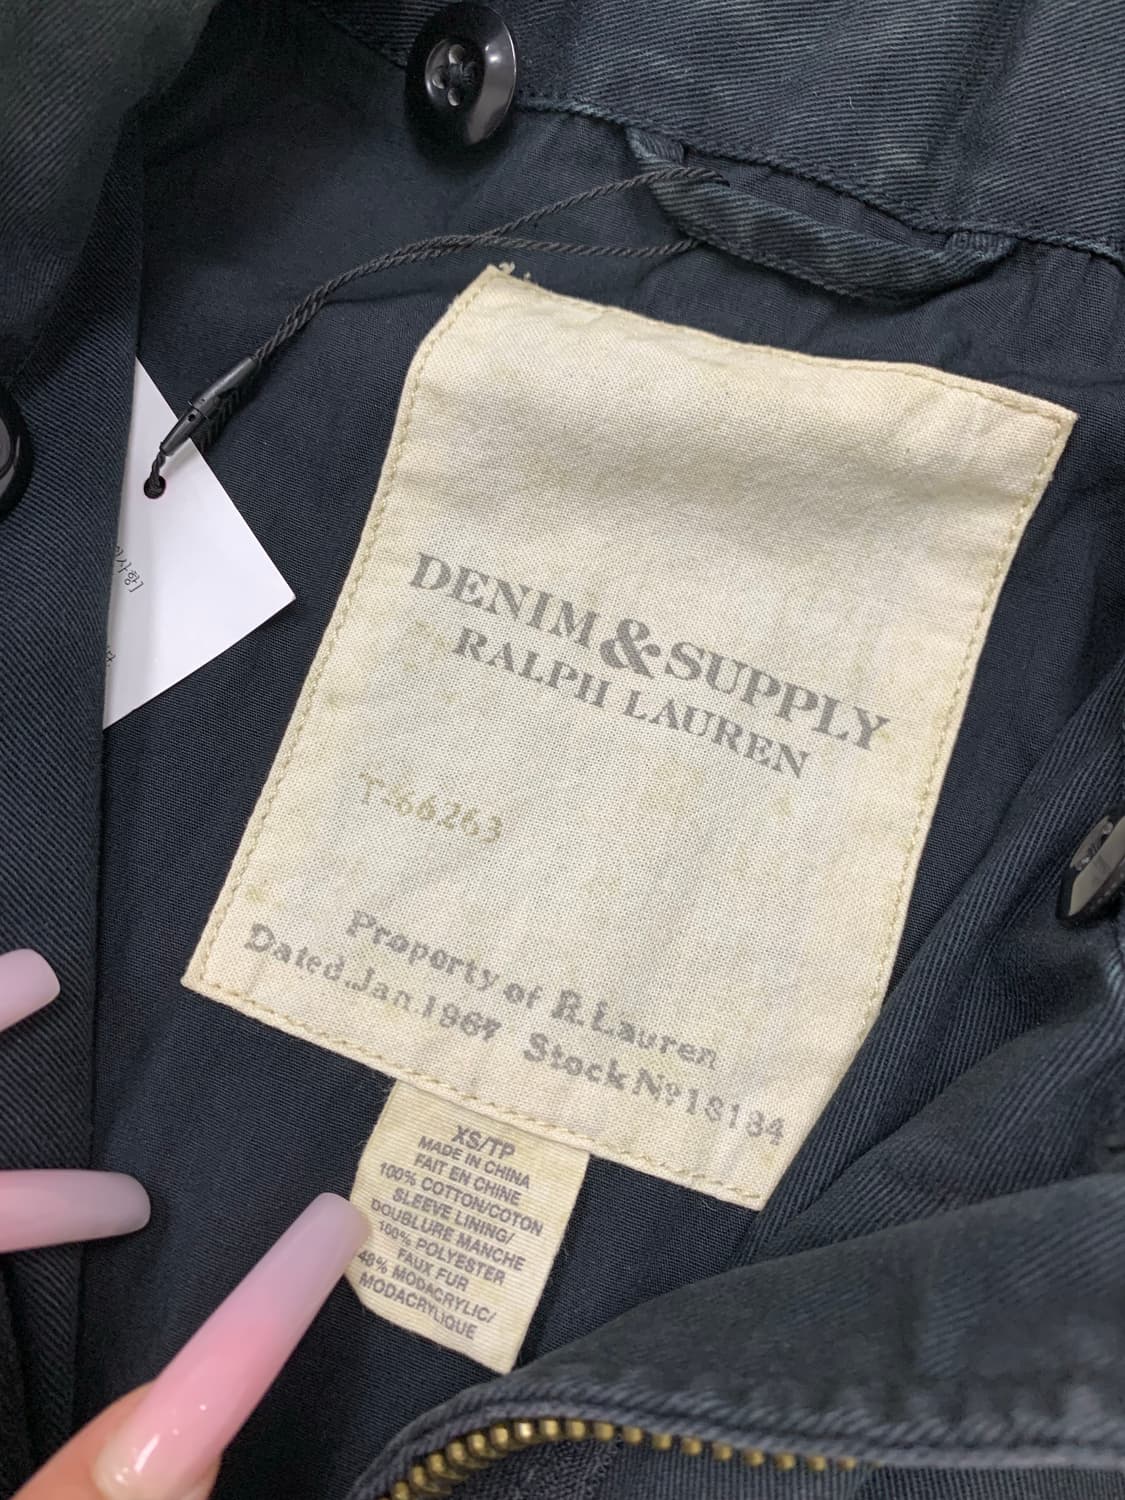 DENIM & SUPPLY
RALPH LAUREN
T-66263
Property of R.Lauren
Dated.Jan.1967 Stock No 18184
XS/TP
MADE IN CHINA
FAIT EN CHINE
100% COTTON/COTON
SLEEVE LINING/
DOUBLURE MANCHE
100% POLYESTER
FAUX FUR
48% MODACRYLIC/
MODACRYLIQUE